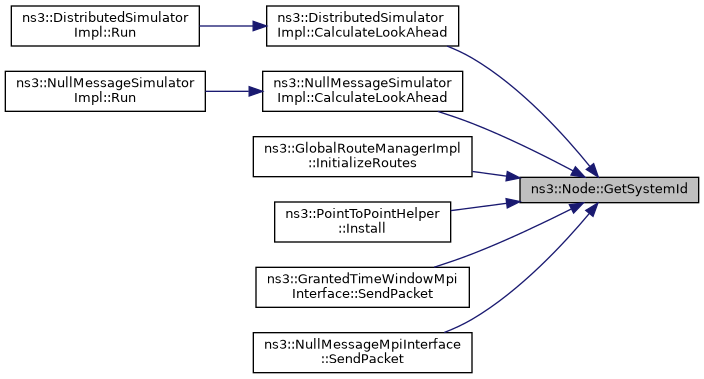 ns3::DistributedSimulator
Impl::Run
ns3::DistributedSimulator
Impl::CalculateLookAhead
ns3::NullMessageSimulator
Impl::Run
ns3::NullMessageSimulator
Impl::CalculateLookAhead
ns3::GlobalRouteManagerImpl
::InitializeRoutes
ns3::Node::GetSystemId
ns3::PointToPointHelper
::Install
ns3::GrantedTimeWindowMpi
Interface::SendPacket
ns3::NullMessageMpiInterface
::SendPacket